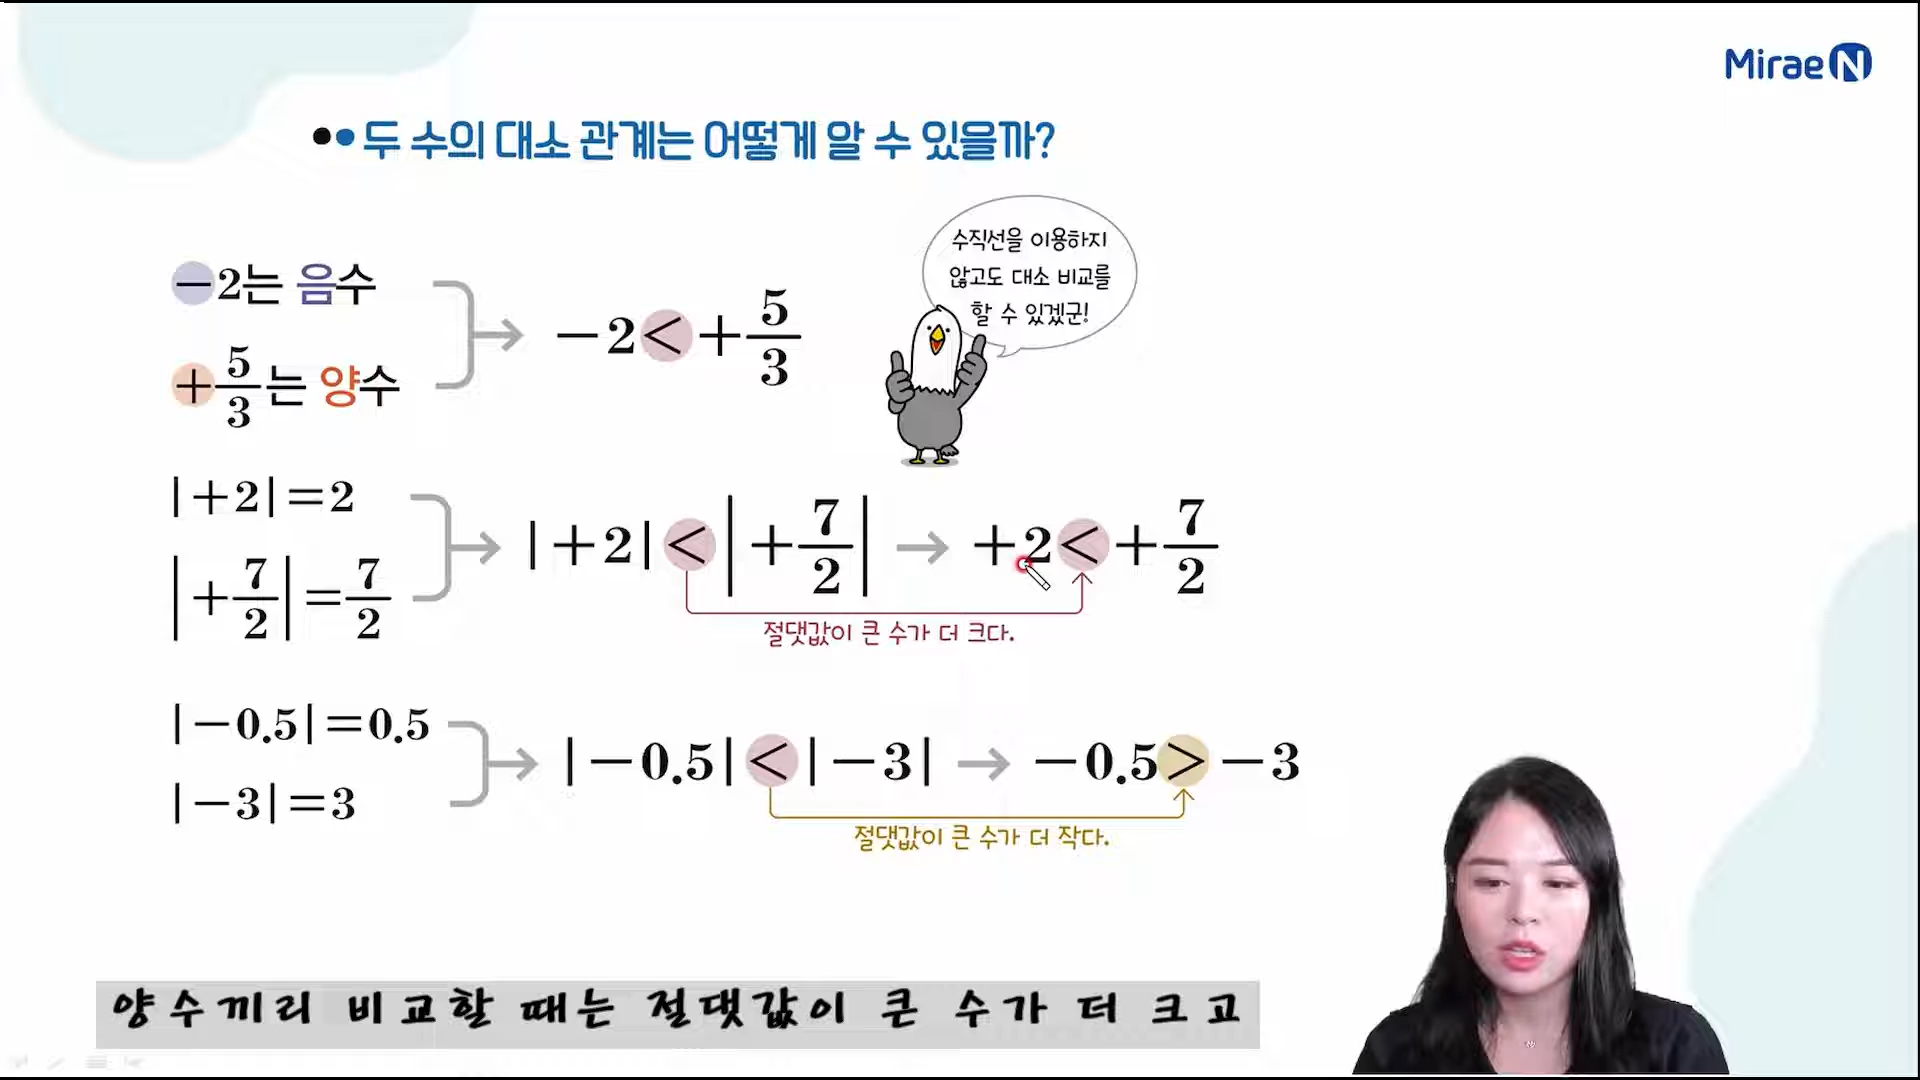 Mirae N
두 수의 대소 관계는 어떻게 알 수 있을까?
수직선을 이용하지
않고도 대소 비교를
할 수 있겠군!
−2는 음수
+5/3는 양수
−2 < +5/3
|+2|=2
|+7/2|=7/2
|+2| < |+7/2| → +2 < +7/2
절댓값이 큰 수가 더 크다.
|−0.5|=0.5
|−3|=3
|−0.5| < |−3| → −0.5 > −3
절댓값이 큰 수가 더 작다.
양수끼리 비교할 때는 절댓값이 큰 수가 더 크고